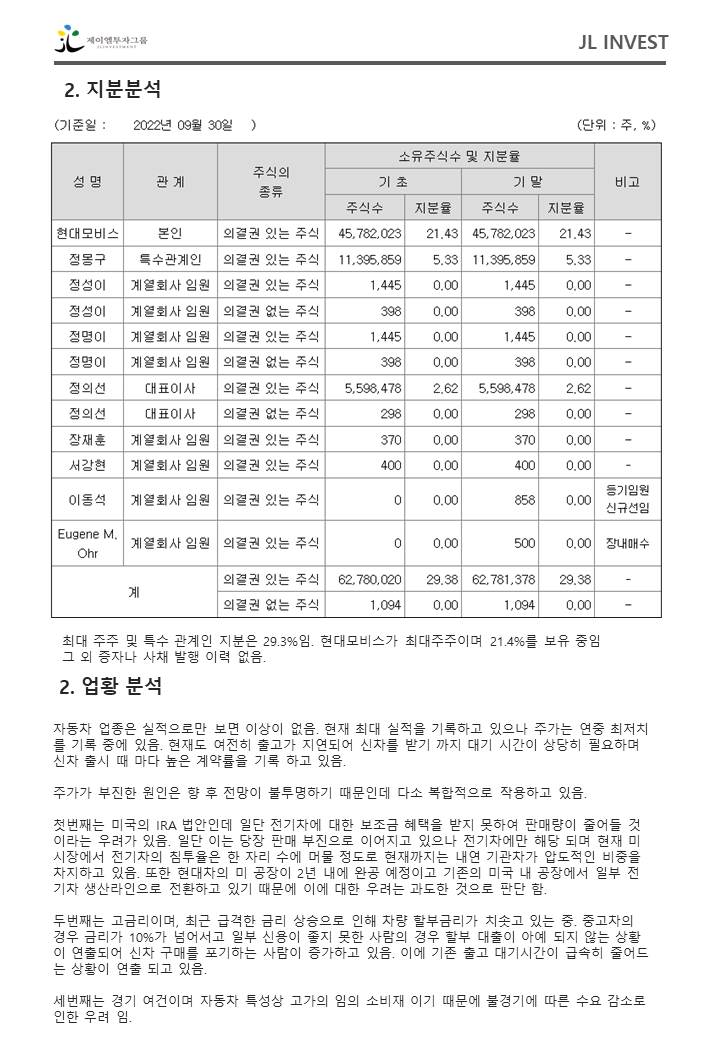 제이엘투자그룹
JLINVESTMENT
JL INVEST
2. 지분분석
(기준일 : 2022년 09월 30일 ) (단위 : 주, %)
성 명 관 계 주식의 종류 소유주식수 및 지분율 비고
기 초 기 말
주식수 지분율 주식수 지분율
현대모비스 본인 의결권 있는 주식 45,782,023 21.43 45,782,023 21.43 -
정몽구 특수관계인 의결권 있는 주식 11,395,859 5.33 11,395,859 5.33 -
정성이 계열회사 임원 의결권 있는 주식 1,445 0.00 1,445 0.00 -
정성이 계열회사 임원 의결권 없는 주식 398 0.00 398 0.00 -
정명이 계열회사 임원 의결권 있는 주식 1,445 0.00 1,445 0.00 -
정명이 계열회사 임원 의결권 없는 주식 398 0.00 398 0.00 -
정의선 대표이사 의결권 있는 주식 5,598,478 2.62 5,598,478 2.62 -
정의선 대표이사 의결권 없는 주식 298 0.00 298 0.00 -
장재훈 계열회사 임원 의결권 있는 주식 370 0.00 370 0.00 -
서강현 계열회사 임원 의결권 있는 주식 400 0.00 400 0.00 -
이동석 계열회사 임원 의결권 있는 주식 0 0.00 858 0.00 등기임원 신규선임
Eugene M. Ohr 계열회사 임원 의결권 있는 주식 0 0.00 500 0.00 장내매수
계 의결권 있는 주식 62,780,020 29.38 62,781,378 29.38 -
의결권 없는 주식 1,094 0.00 1,094 0.00 -
최대 주주 및 특수 관계인 지분은 29.3%임. 현대모비스가 최대주주이며 21.4%를 보유 중임
그 외 증자나 사채 발행 이력 없음.
2. 업황 분석
자동차 업종은 실적으로만 보면 이상이 없음. 현재 최대 실적을 기록하고 있으나 주가는 연중 최저치
를 기록 중에 있음. 현재도 여전히 출고가 지연되어 신차를 받기 까지 대기 시간이 상당히 필요하며
신차 출시 때 마다 높은 계약률을 기록 하고 있음.
주가가 부진한 원인은 향 후 전망이 불투명하기 때문인데 다소 복합적으로 작용하고 있음.
첫번째는 미국의 IRA 법안인데 일단 전기차에 대한 보조금 혜택을 받지 못하여 판매량이 줄어들 것
이라는 우려가 있음. 일단 이는 당장 판매 부진으로 이어지고 있으나 전기차에만 해당 되며 현재 미
시장에서 전기차의 침투율은 한 자리 수에 머물 정도로 현재까지는 내연 기관차가 압도적인 비중을
차지하고 있음. 또한 현대차의 미 공장이 2년 내에 완공 예정이고 기존의 미국 내 공장에서 일부 전
기차 생산라인으로 전환하고 있기 때문에 이에 대한 우려는 과도한 것으로 판단 함.
두번째는 고금리이며, 최근 급격한 금리 상승으로 인해 차량 할부금리가 치솟고 있는 중. 중고차의
경우 금리가 10%가 넘어서고 일부 신용이 좋지 못한 사람의 경우 할부 대출이 아예 되지 않는 상황
이 연출되어 신차 구매를 포기하는 사람이 증가하고 있음. 이에 기존 출고 대기시간이 급속히 줄어드
는 상황이 연출 되고 있음.
세번째는 경기 여건이며 자동차 특성상 고가의 임의 소비재 이기 때문에 불경기에 따른 수요 감소로
인한 우려 임.